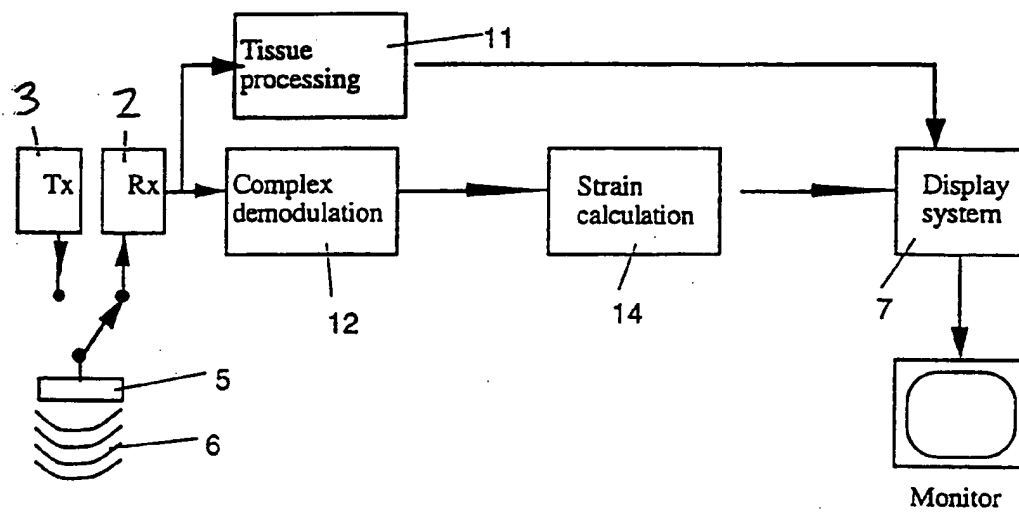 11
Tissue
processing
3
2
Tx
Rx
Complex
demodulation
Strain
calculation
Display
system
12
14
7
5
6
Monitor